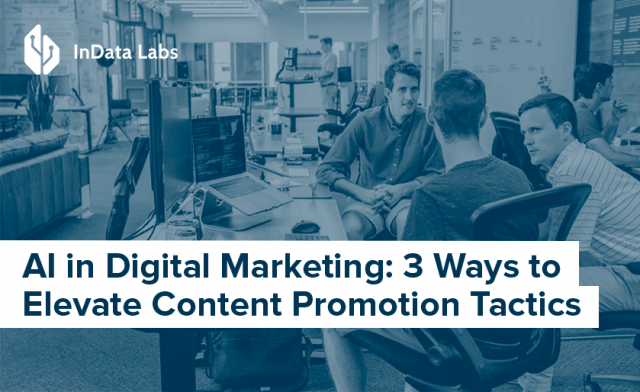 InData Labs
AI in Digital Marketing: 3 Ways to
Elevate Content Promotion Tactics